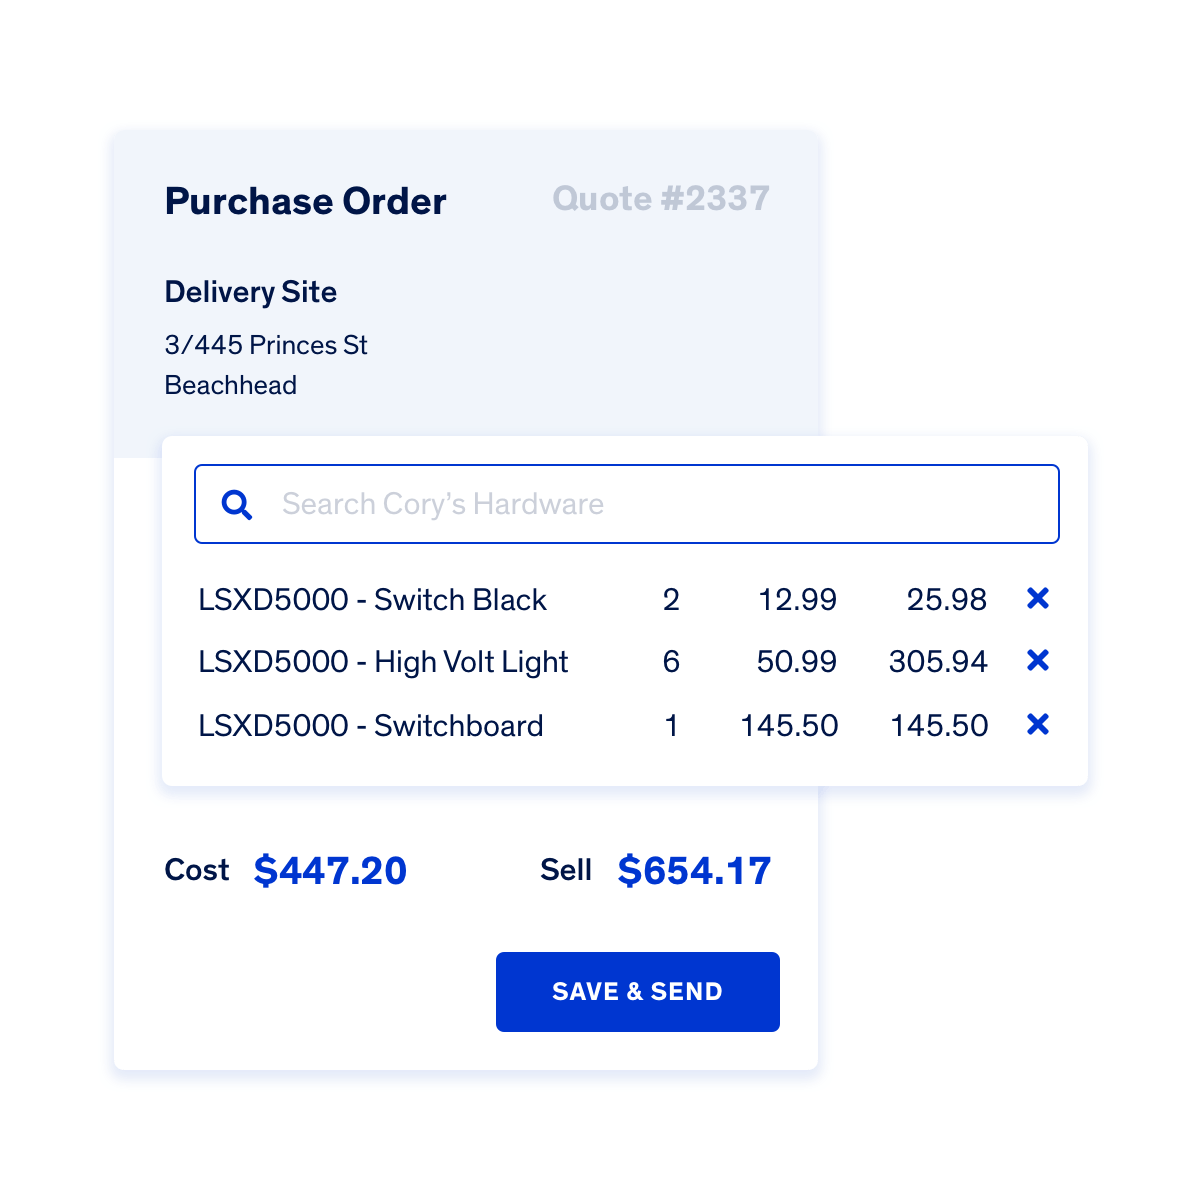 Purchase Order Quote #2337
Delivery Site
3/445 Princes St
Beachhead
Search Cory’s Hardware
LSXD5000 - Switch Black 2 12.99 25.98
LSXD5000 - High Volt Light 6 50.99 305.94
LSXD5000 - Switchboard 1 145.50 145.50
Cost $447.20 Sell $654.17
SAVE & SEND